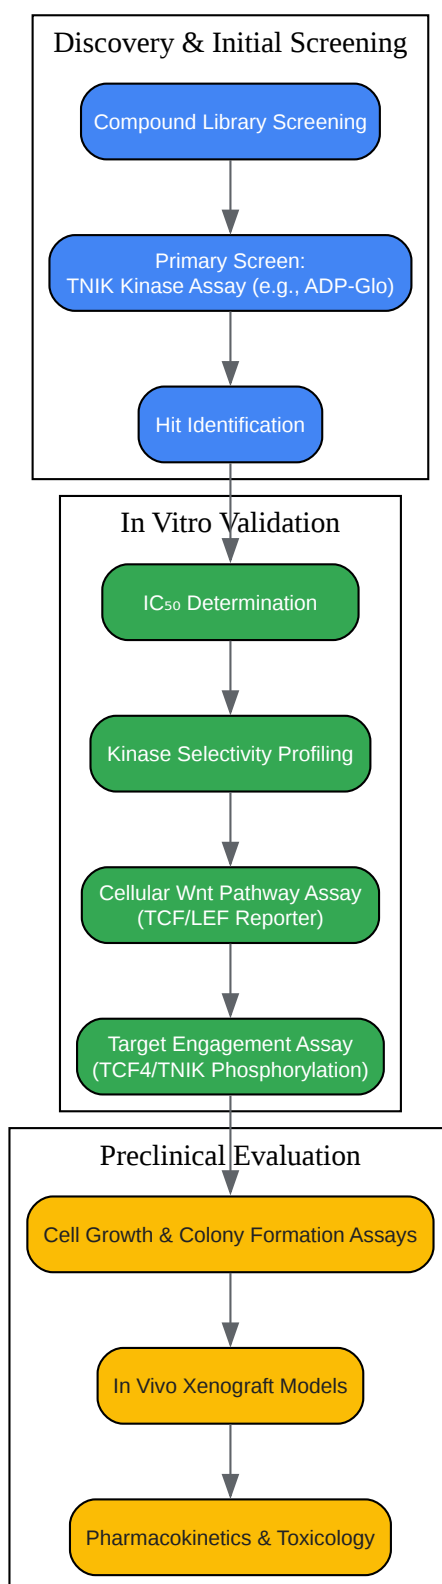 Discovery & Initial Screening
Compound Library Screening
Primary Screen:
TNIK Kinase Assay (e.g., ADP-Glo)
Hit Identification
In Vitro Validation
IC₅₀ Determination
Kinase Selectivity Profiling
Cellular Wnt Pathway Assay
(TCF/LEF Reporter)
Target Engagement Assay
(TCF4/TNIK Phosphorylation)
Preclinical Evaluation
Cell Growth & Colony Formation Assays
In Vivo Xenograft Models
Pharmacokinetics & Toxicology